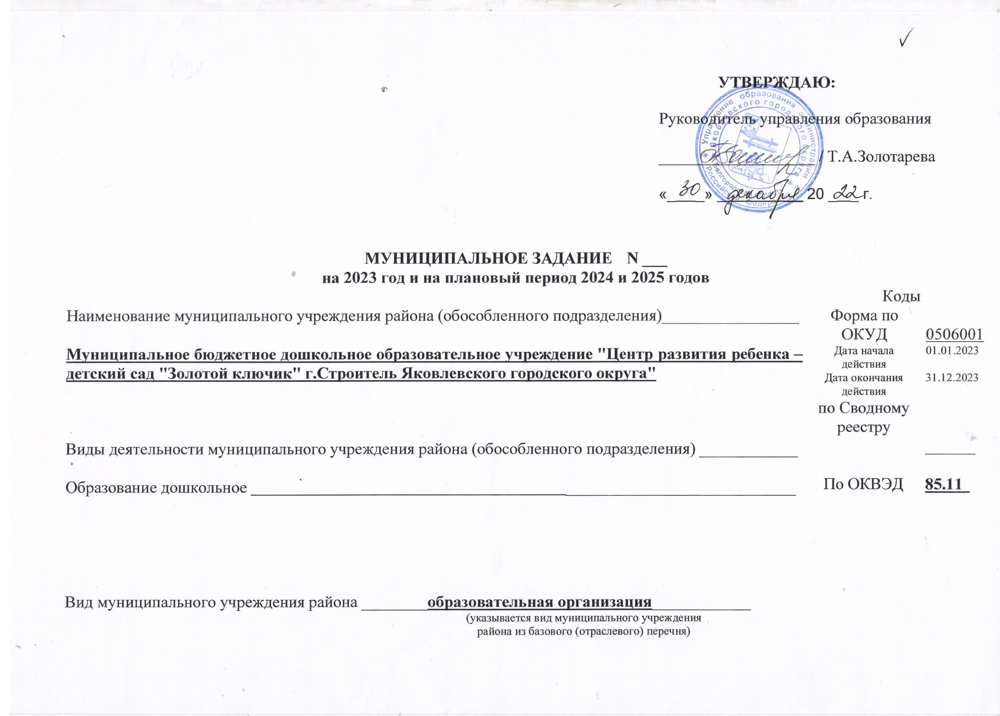 УТВЕРЖДАЮ:
Руководитель управления образования
/ Т.А.Золотарева
«30» декабря 20 22 г.
Управление образования администрации
Яковлевского городского округа
Белгородская область
Российская Федерация
МУНИЦИПАЛЬНОЕ ЗАДАНИЕ N ___
на 2023 год и на плановый период 2024 и 2025 годов
Коды
Наименование муниципального учреждения района (обособленного подразделения)
Форма по
ОКУД 0506001
Муниципальное бюджетное дошкольное образовательное учреждение "Центр развития ребенка –
детский сад "Золотой ключик" г.Строитель Яковлевского городского округа"
Дата начала 01.01.2023
действия
Дата окончания 31.12.2023
действия
по Сводному
реестру
Виды деятельности муниципального учреждения района (обособленного подразделения)
Образование дошкольное
По ОКВЭД 85.11
Вид муниципального учреждения района образовательная организация
(указывается вид муниципального учреждения
района из базового (отраслевого) перечня)